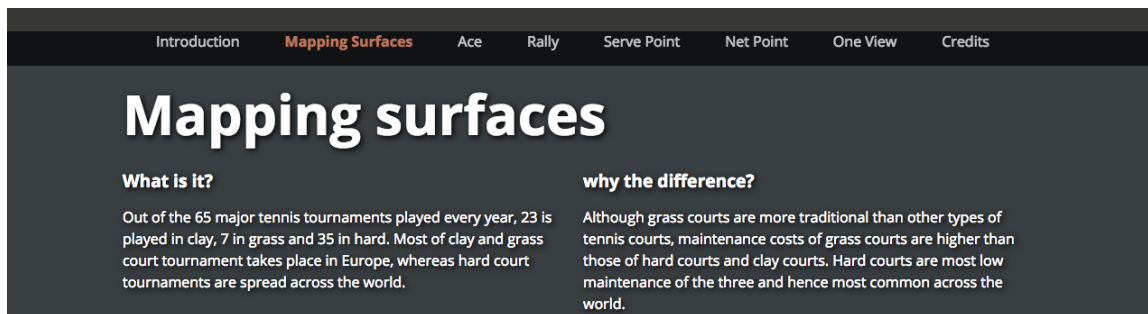 Introduction Mapping Surfaces Ace Rally Serve Point Net Point One View Credits
Mapping surfaces
What is it?
Out of the 65 major tennis tournaments played every year, 23 is
played in clay, 7 in grass and 35 in hard. Most of clay and grass
court tournament takes place in Europe, whereas hard court
tournaments are spread across the world.
why the difference?
Although grass courts are more traditional than other types of
tennis courts, maintenance costs of grass courts are higher than
those of hard courts and clay courts. Hard courts are most low
maintenance of the three and hence most common across the
world.